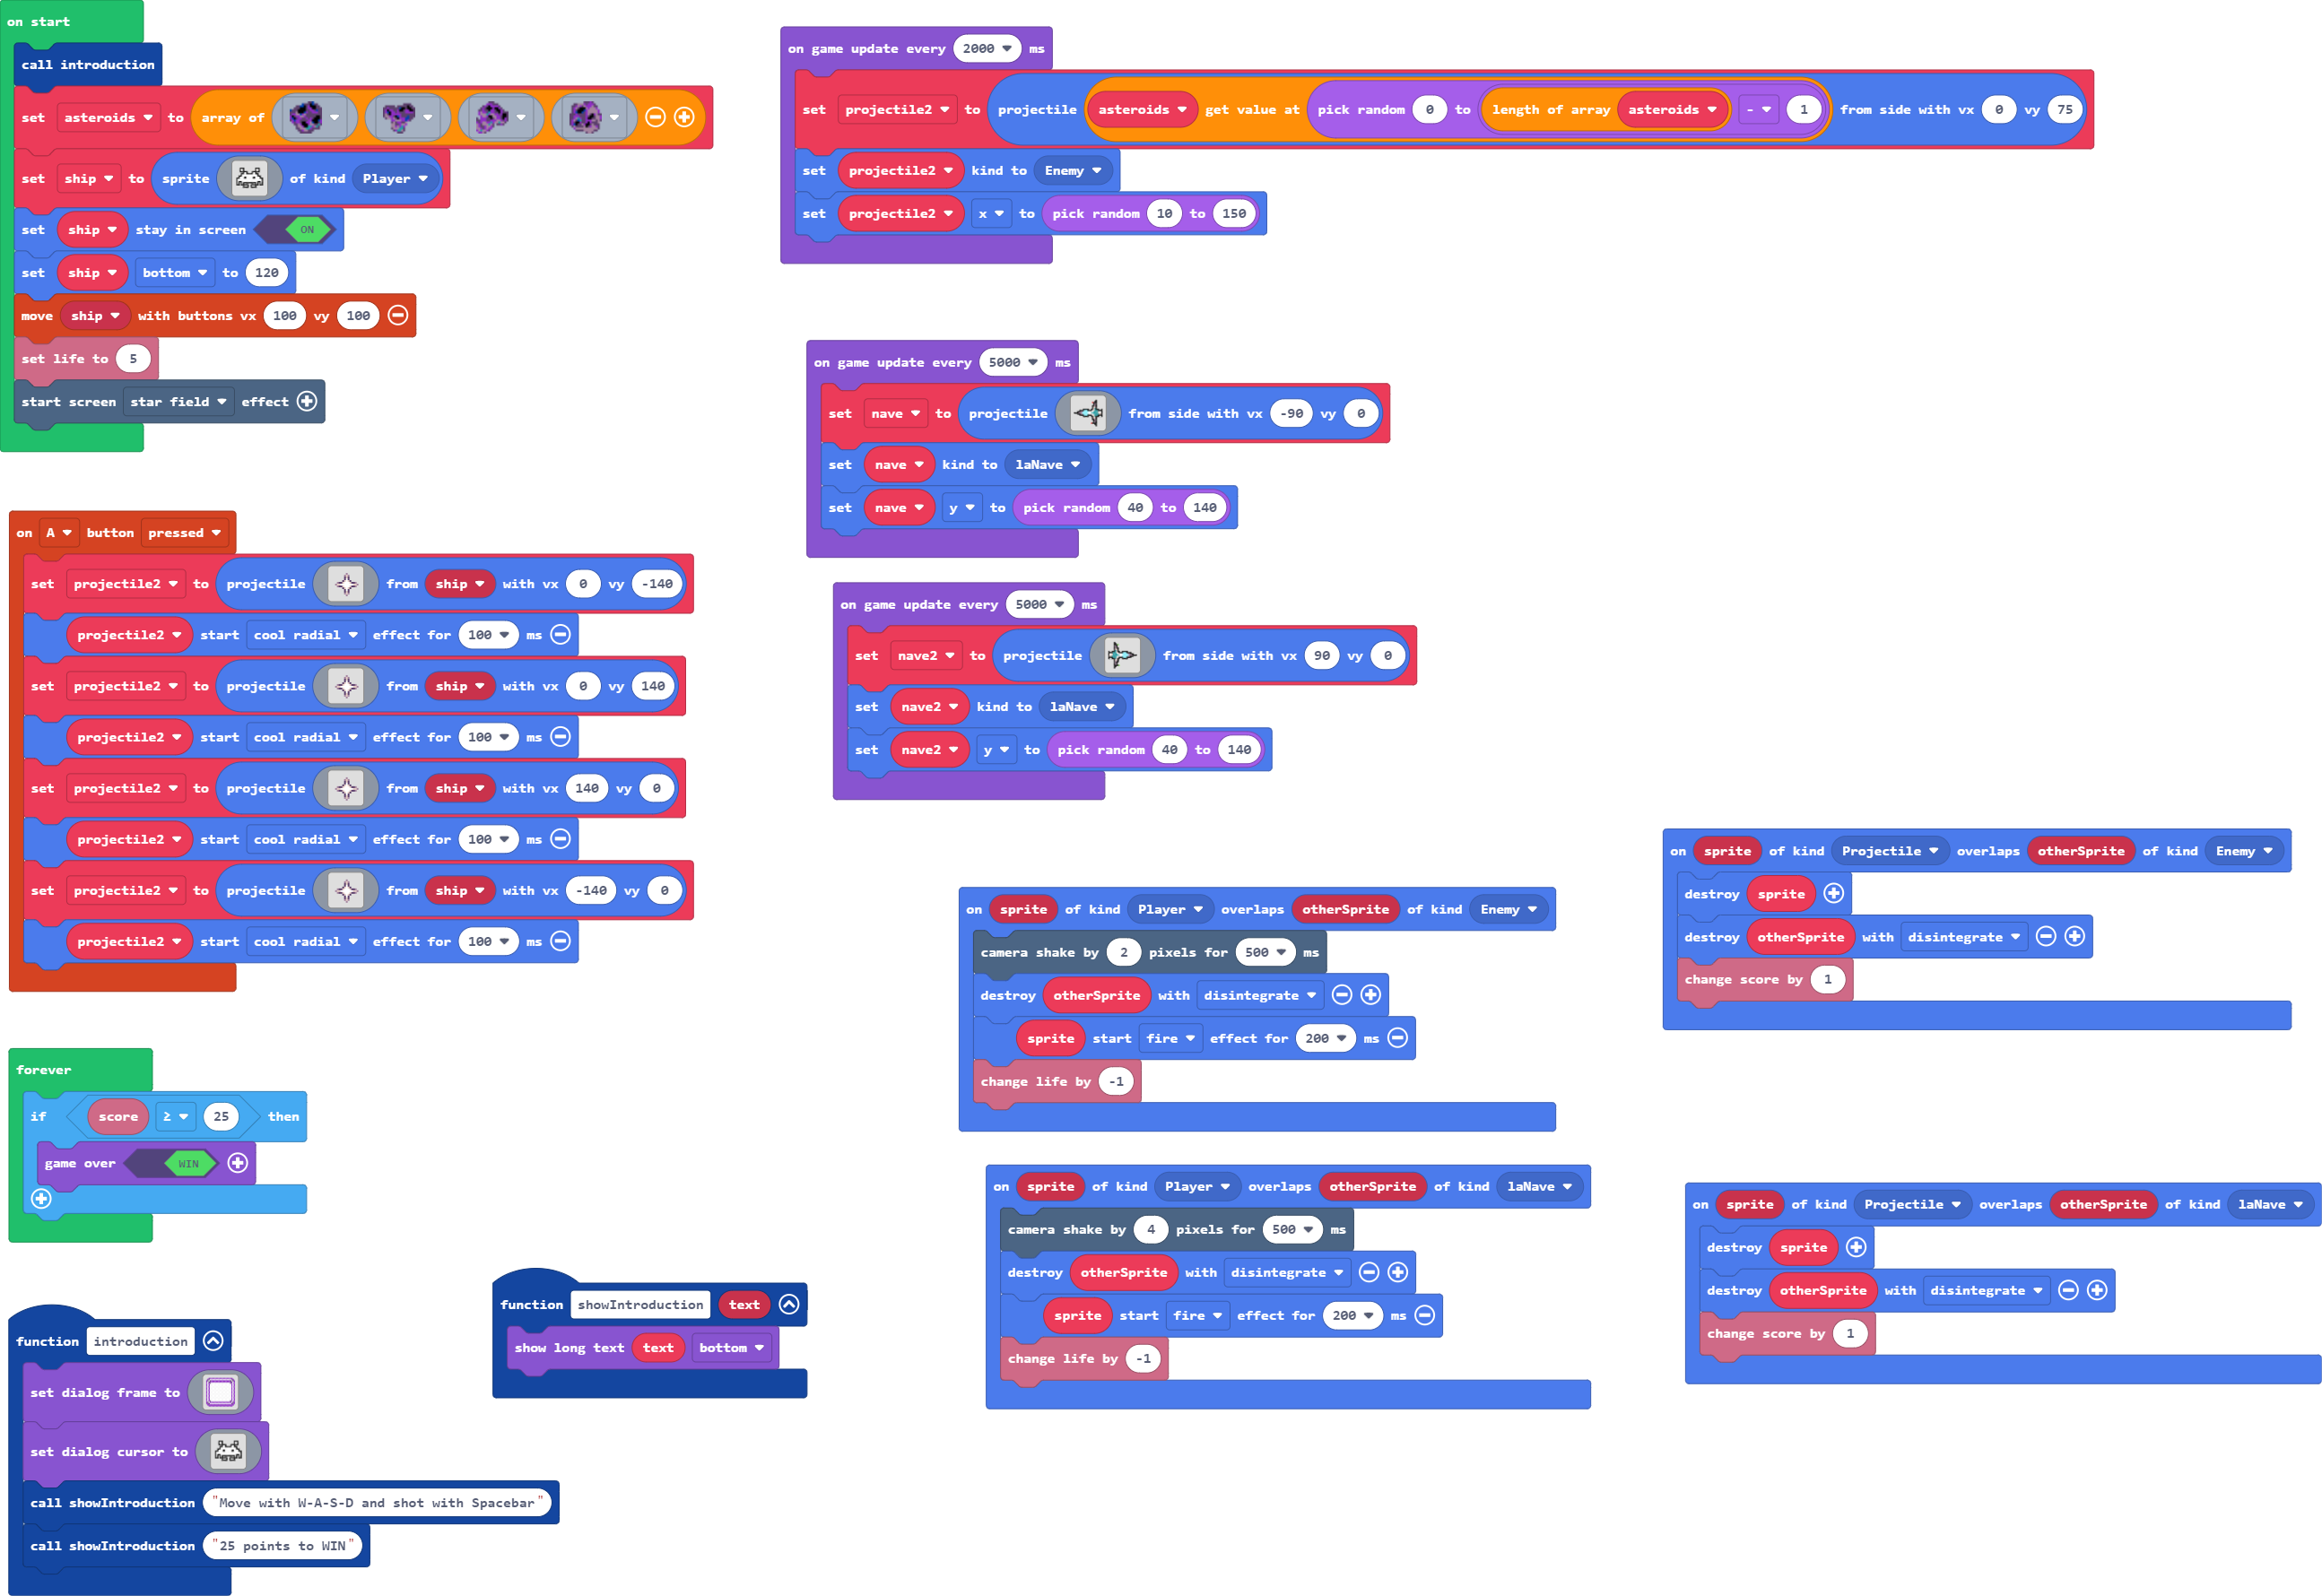 on start
call introduction
set asteroids to array of
set ship to sprite of kind Player
set ship stay in screen ON
set ship bottom to 120
move ship with buttons vx 100 vy 100
set life to 5
start screen star field effect
on A button pressed
set projectile2 to projectile from ship with vx 0 vy -140
projectile2 start cool radial effect for 100 ms
set projectile2 to projectile from ship with vx 0 vy 140
projectile2 start cool radial effect for 100 ms
set projectile2 to projectile from ship with vx 140 vy 0
projectile2 start cool radial effect for 100 ms
set projectile2 to projectile from ship with vx -140 vy 0
projectile2 start cool radial effect for 100 ms
forever
if score ≥ 25 then
game over WIN
function introduction
set dialog frame to
set dialog cursor to
call showIntroduction "Move with W-A-S-D and shot with Spacebar"
call showIntroduction "25 points to WIN"
function showIntroduction text
show long text text bottom
on game update every 2000 ms
set projectile2 to projectile asteroids get value at pick random 0 to length of array asteroids - 1 from side with vx 0 vy 75
set projectile2 kind to Enemy
set projectile2 x to pick random 10 to 150
on game update every 5000 ms
set nave to projectile from side with vx -90 vy 0
set nave kind to laNave
set nave y to pick random 40 to 140
on game update every 5000 ms
set nave2 to projectile from side with vx 90 vy 0
set nave2 kind to laNave
set nave2 y to pick random 40 to 140
on sprite of kind Player overlaps otherSprite of kind Enemy
camera shake by 2 pixels for 500 ms
destroy otherSprite with disintegrate
sprite start fire effect for 200 ms
change life by -1
on sprite of kind Player overlaps otherSprite of kind laNave
camera shake by 4 pixels for 500 ms
destroy otherSprite with disintegrate
sprite start fire effect for 200 ms
change life by -1
on sprite of kind Projectile overlaps otherSprite of kind Enemy
destroy sprite
destroy otherSprite with disintegrate
change score by 1
on sprite of kind Projectile overlaps otherSprite of kind laNave
destroy sprite
destroy otherSprite with disintegrate
change score by 1